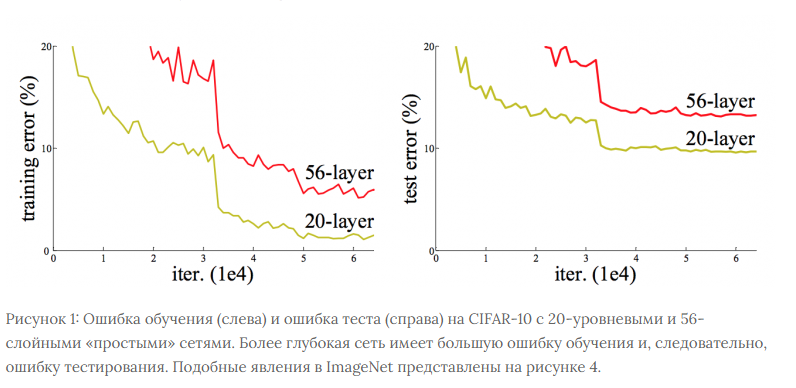 20
10
0
training error (%)
56-layer
20-layer
0 1 2 3 4 5 6
iter. (1e4)
20
10
0
test error (%)
56-layer
20-layer
0 1 2 3 4 5 6
iter. (1e4)
Рисунок 1: Ошибка обучения (слева) и ошибка теста (справа) на CIFAR-10 с 20-уровневыми и 56-
слойными «простыми» сетями. Более глубокая сеть имеет большую ошибку обучения и, следовательно,
ошибку тестирования. Подобные явления в ImageNet представлены на рисунке 4.